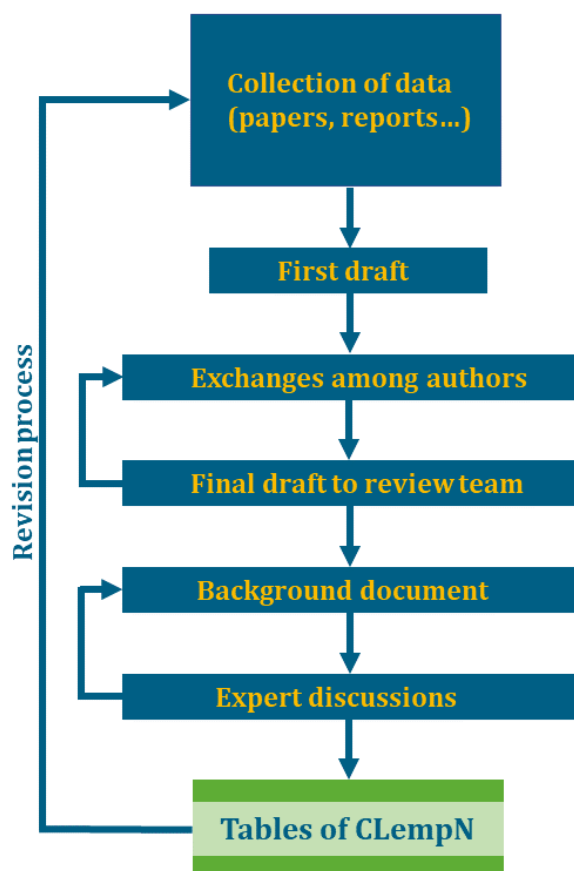 Collection of data
(papers, reports…)
First draft
Exchanges among authors
Final draft to review team
Background document
Expert discussions
Tables of CLempN
Revision process